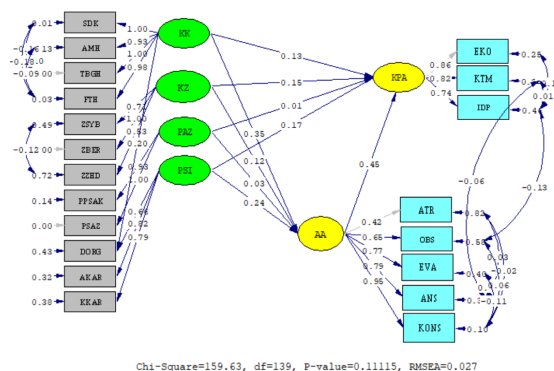 0.01 SDK 1.00 KK
AMH 0.93
TBGH 1.00
0.98
0.03 FTH
0.49 ZSYB 1.00 KZ
ZBER
0.72 ZHED 0.20 PAZ
0.14 PPSAK 0.93
0.00 PSAZ 1.00 PSI
0.43 DORG
0.32 AKAR 0.82
0.38 KKAR 0.79
0.13
0.15
0.01
0.17
0.35
0.12
0.03
0.24
KPA
0.86 EKO 0.25
0.82 KTM
0.74 IDP
0.01
0.45
-0.06
-0.13
AA
0.42 ATR
0.65 OBS
0.77 EVA
0.79 ANS
0.95 KONS 0.10
0.03
-0.02
0.06
-0.11
Chi-Square=159.63, df=139, P-value=0.11115, RMSEA=0.027